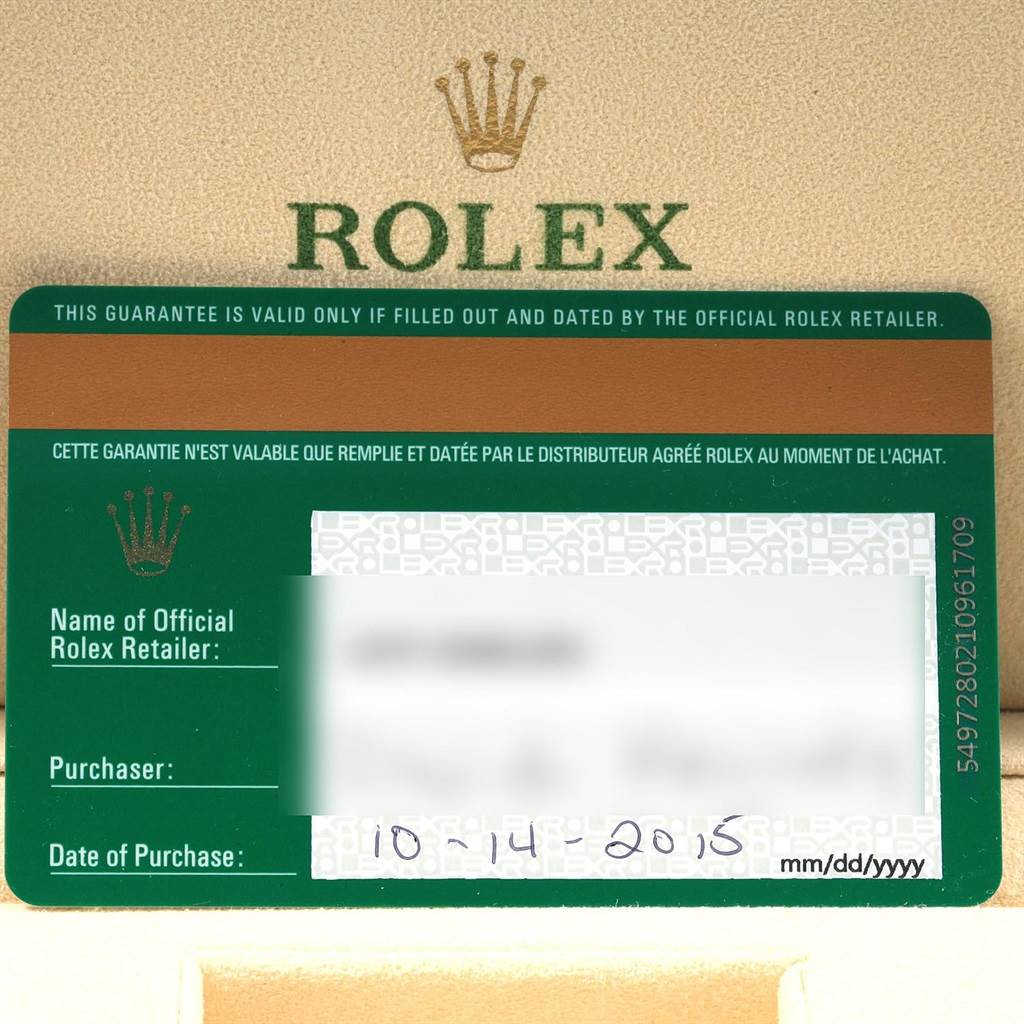 ROLEX
THIS GUARANTEE IS VALID ONLY IF FILLED OUT AND DATED BY THE OFFICIAL ROLEX RETAILER.
CETTE GARANTIE N'EST VALABLE QUE REMPLIE ET DATÉE PAR LE DISTRIBUTEUR AGRÉÉ ROLEX AU MOMENT DE L'ACHAT.
Name of Official
Rolex Retailer:
Purchaser:
Date of Purchase:
10-14-2015
mm/dd/yyyy
5497280210961709